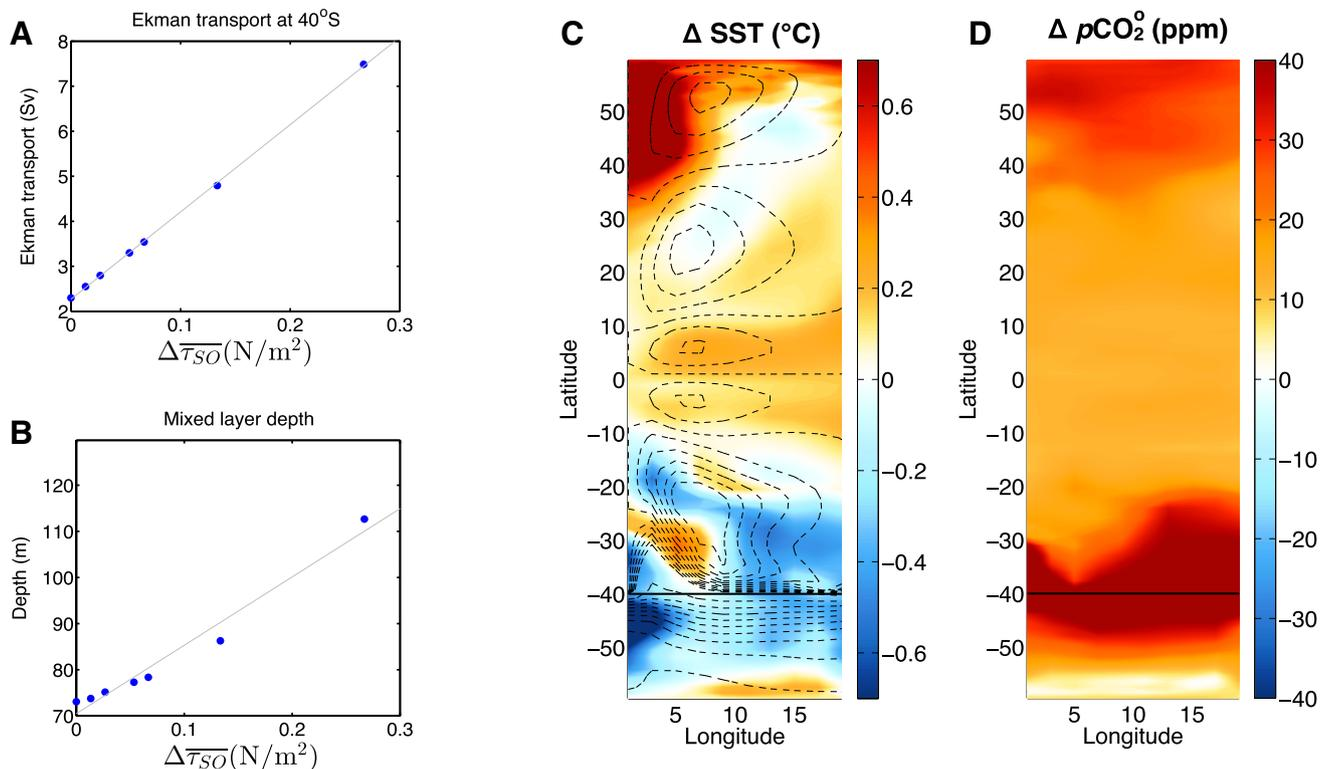 A
Ekman transport at 40°S
8
7
6
5
4
3
2
Ekman transport (Sv)
0 0.1 0.2 0.3
Δτ̅S̅O̅(N/m²)
B
Mixed layer depth
120
110
100
90
80
70
Depth (m)
0 0.1 0.2 0.3
Δτ̅S̅O̅(N/m²)
C
Δ SST (°C)
50
40
30
20
10
0
−10
−20
−30
−40
−50
Latitude
5 10 15
Longitude
0.6
0.4
0.2
0
−0.2
−0.4
−0.6
D
Δ pCO₂° (ppm)
50
40
30
20
10
0
−10
−20
−30
−40
−50
Latitude
5 10 15
Longitude
40
30
20
10
0
−10
−20
−30
−40